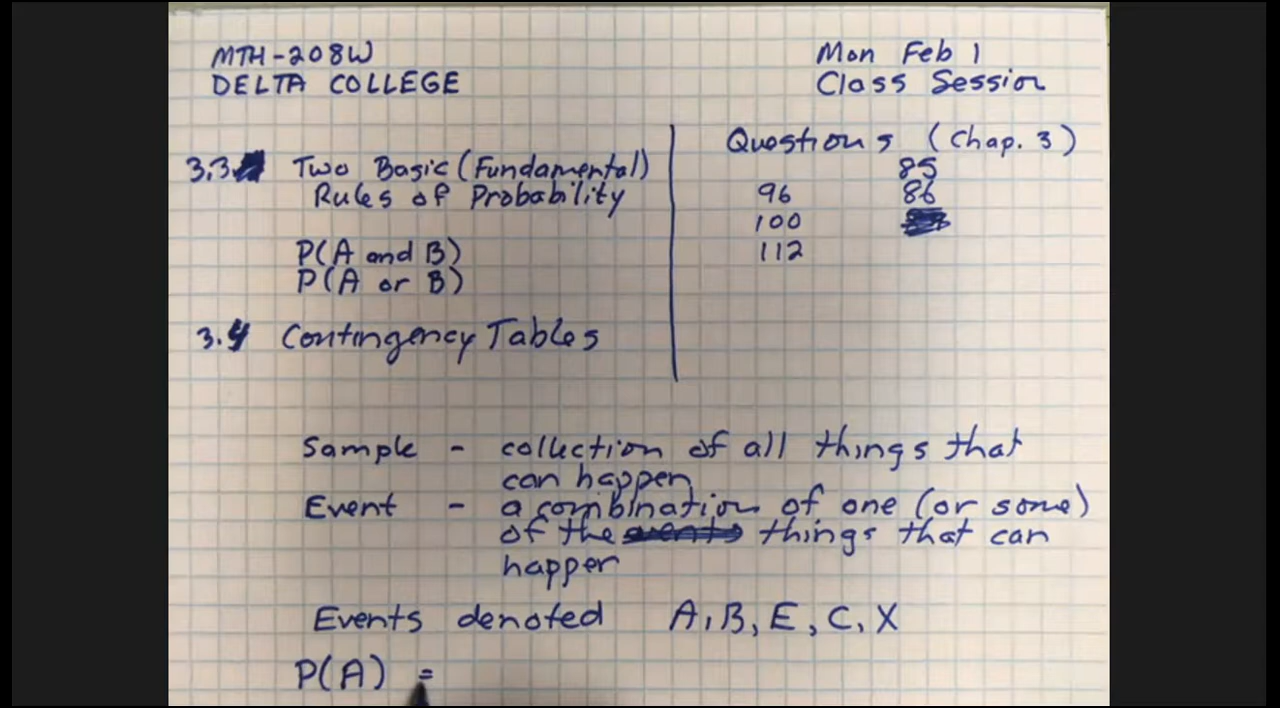 MTH-208W
DELTA COLLEGE
Mon Feb 1
Class Session
3.3 Two Basic (Fundamental)
Rules of Probability
P(A and B)
P(A or B)
3.4 Contingency Tables
Questions (Chap. 3)
85
96 86
100
112
Sample - collection of all things that
can happen
Event - a combination of one (or some)
of the things that can
happen
Events denoted A, B, E, C, X
P(A) =